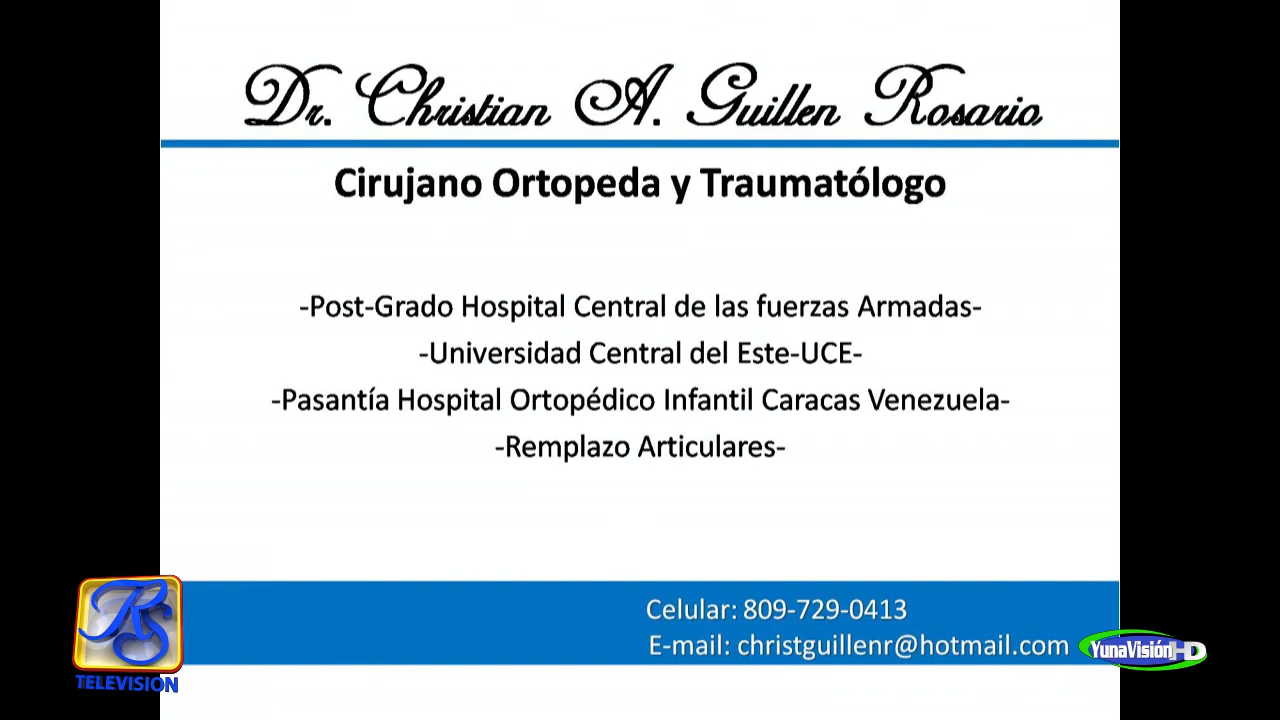 Dr. Christian A. Guillen Rosario
Cirujano Ortopeda y Traumatólogo
-Post-Grado Hospital Central de las fuerzas Armadas-
-Universidad Central del Este-UCE-
-Pasantía Hospital Ortopédico Infantil Caracas Venezuela-
-Remplazo Articulares-
Celular: 809-729-0413
E-mail: christguillenr@hotmail.com
RS
TELEVISION
YunaVisiónHD